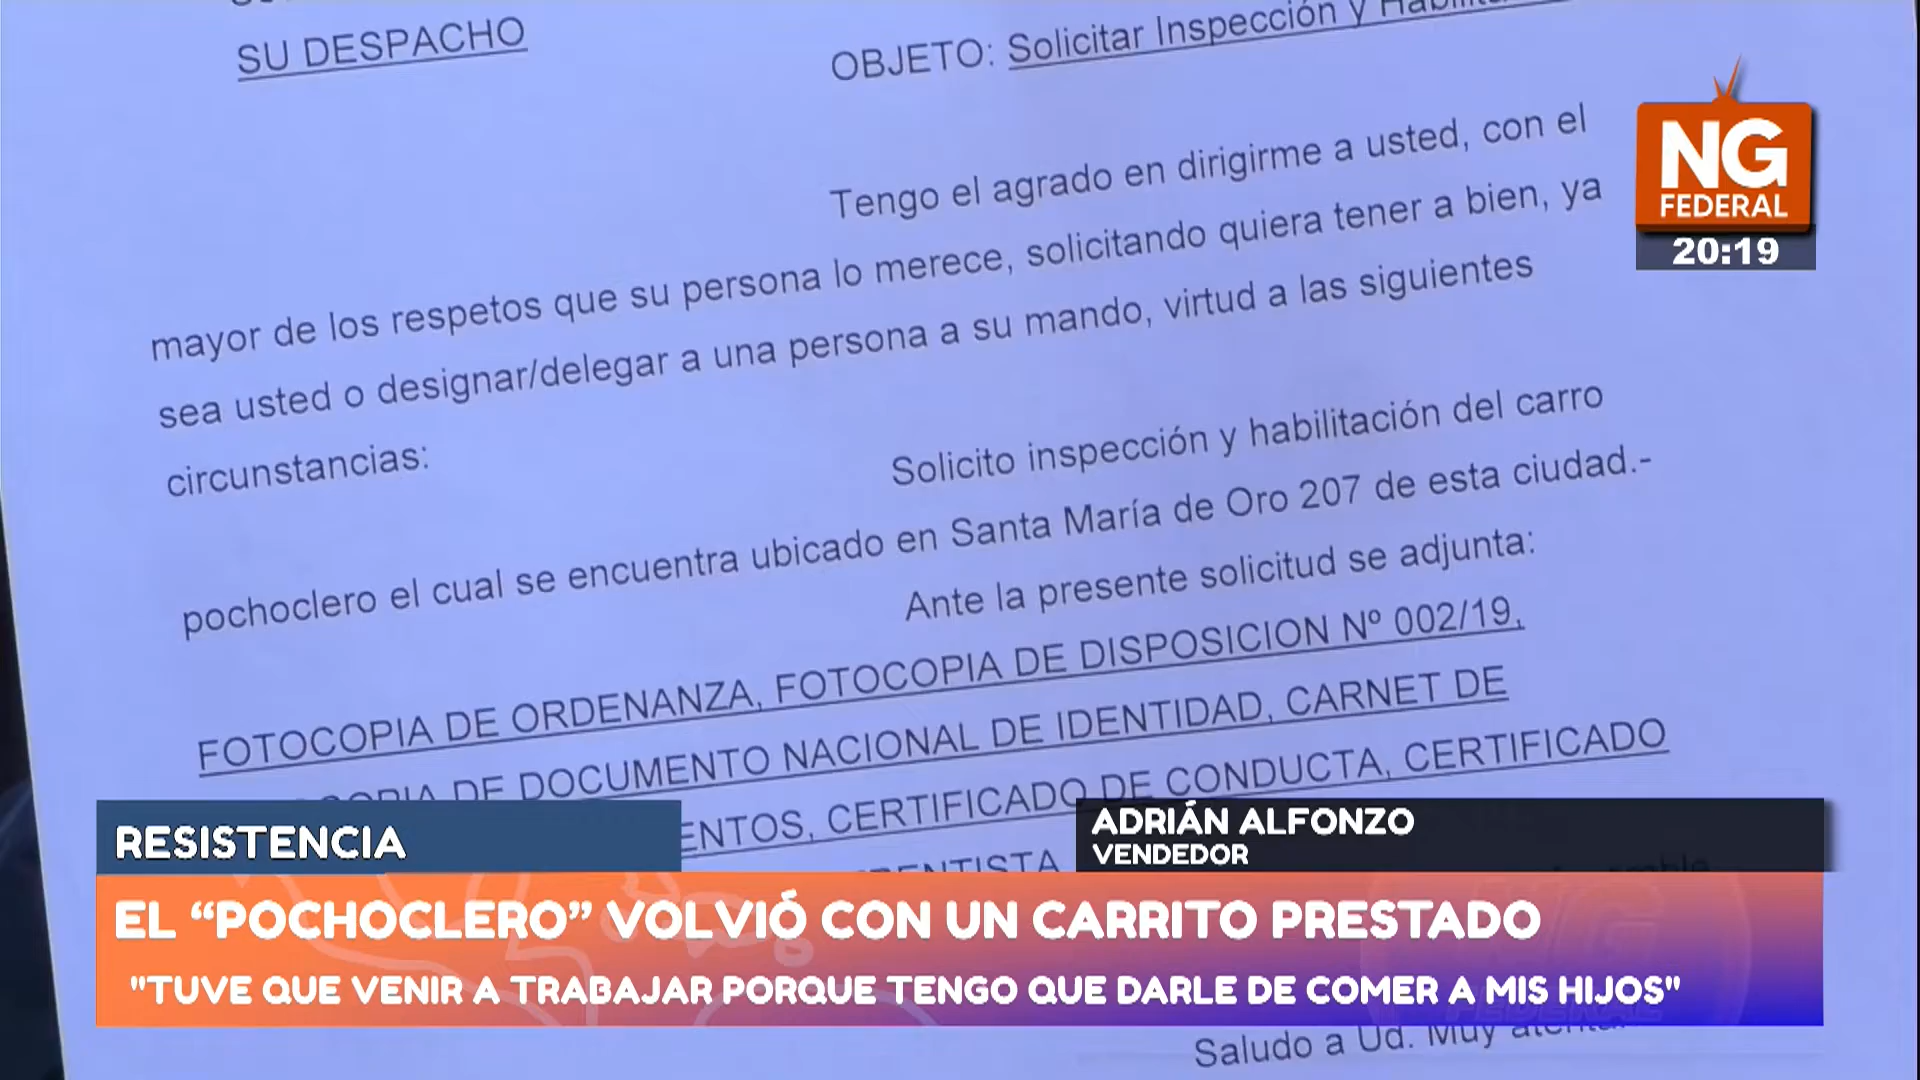 SU DESPACHO
OBJETO: Solicitar Inspección y
Tengo el agrado en dirigirme a usted, con el
mayor de los respetos que su persona lo merece, solicitando quiera tener a bien, ya
sea usted o designar/delegar a una persona a su mando, virtud a las siguientes
circunstancias:
Solicito inspección y habilitación del carro
pochoclero el cual se encuentra ubicado en Santa María de Oro 207 de esta ciudad.-
Ante la presente solicitud se adjunta:
FOTOCOPIA DE ORDENANZA, FOTOCOPIA DE DISPOSICION Nº 002/19,
DE DOCUMENTO NACIONAL DE IDENTIDAD, CARNET DE
CERTIFICADO DE CONDUCTA, CERTIFICADO
NG
FEDERAL
20:19
RESISTENCIA
ADRIÁN ALFONZO
VENDEDOR
EL “POCHOCLERO” VOLVIÓ CON UN CARRITO PRESTADO
"TUVE QUE VENIR A TRABAJAR PORQUE TENGO QUE DARLE DE COMER A MIS HIJOS"
Saludo a Ud. Muy